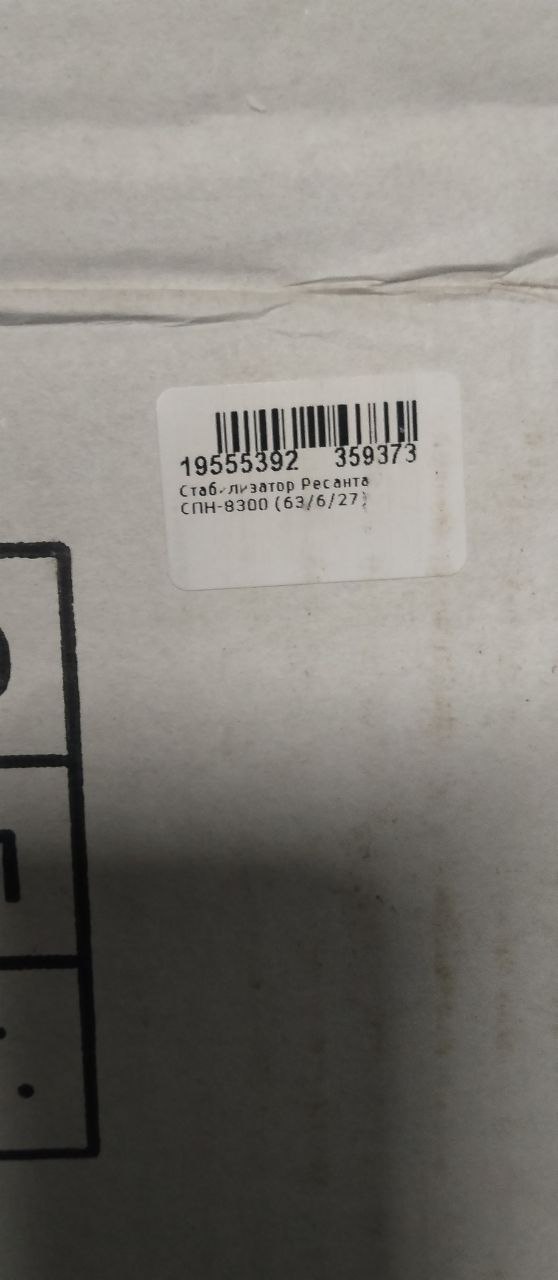 19555392 359373
Стабилизатор Ресанта
СПН-8300 (63/6/27)